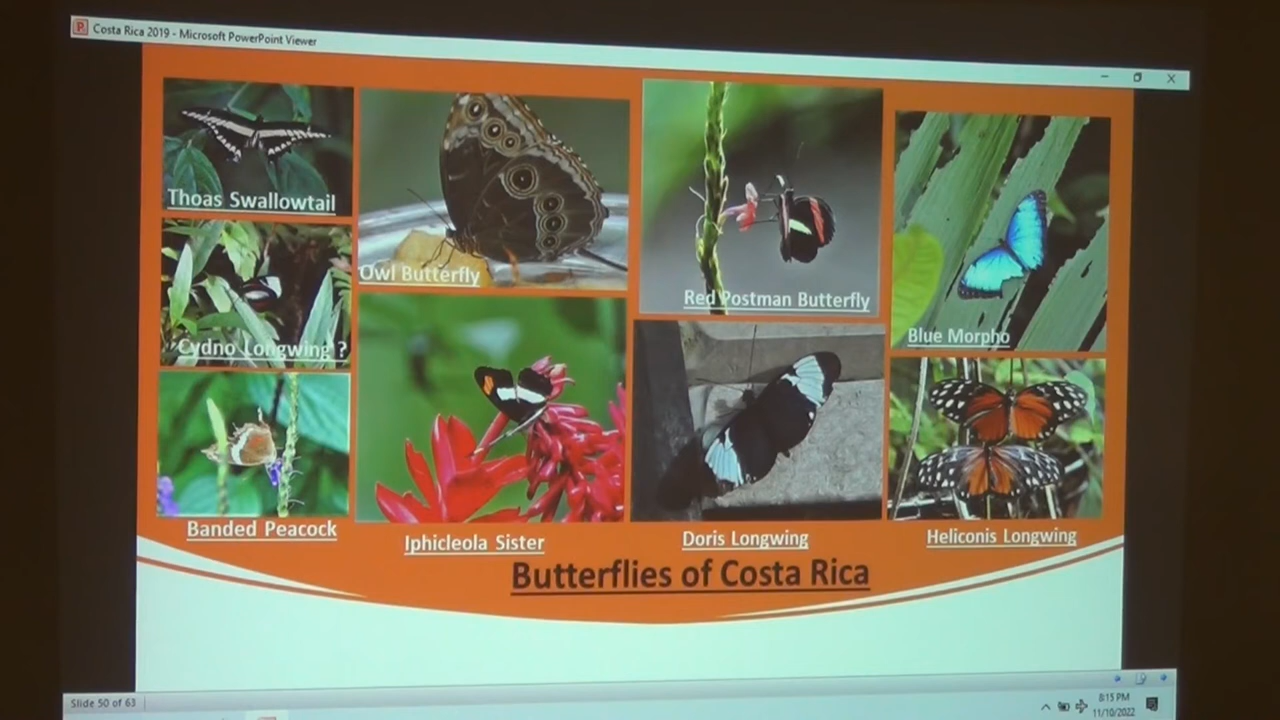 Costa Rica 2019 - Microsoft PowerPoint Viewer
Thoas Swallowtail
Owl Butterfly
Red Postman Butterfly
Blue Morpho
Cydno Longwing ?
Banded Peacock
Iphicleola Sister
Doris Longwing
Heliconis Longwing
Butterflies of Costa Rica
Slide 50 of 63
8:15 PM
11/10/2022